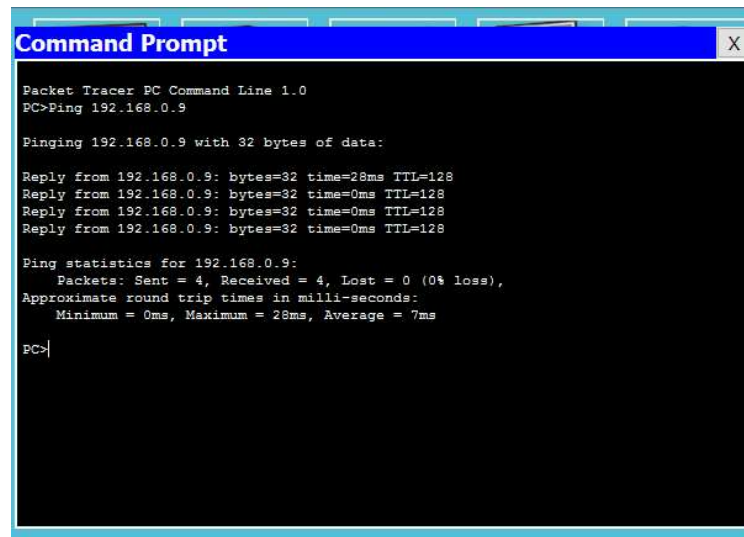 Command Prompt
X
Packet Tracer PC Command Line 1.0
PC>Ping 192.168.0.9
Pinging 192.168.0.9 with 32 bytes of data:
Reply from 192.168.0.9: bytes=32 time=28ms TTL=128
Reply from 192.168.0.9: bytes=32 time=0ms TTL=128
Reply from 192.168.0.9: bytes=32 time=0ms TTL=128
Reply from 192.168.0.9: bytes=32 time=0ms TTL=128
Ping statistics for 192.168.0.9:
Packets: Sent = 4, Received = 4, Lost = 0 (0% loss),
Approximate round trip times in milli-seconds:
Minimum = 0ms, Maximum = 28ms, Average = 7ms
PC>